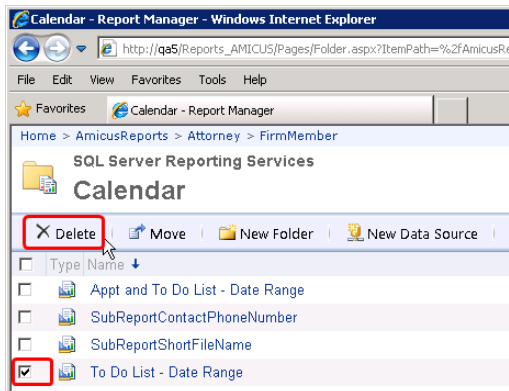 Calendar - Report Manager - Windows Internet Explorer
http://qa5/Reports_AMICUS/Pages/Folder.aspx?ItemPath=%2fAmicusRe
File Edit View Favorites Tools Help
Favorites Calendar - Report Manager
Home > AmicusReports > Attorney > FirmMember
SQL Server Reporting Services
Calendar
Delete Move New Folder New Data Source
Type Name
Appt and To Do List - Date Range
SubReportContactPhoneNumber
SubReportShortFileName
To Do List - Date Range